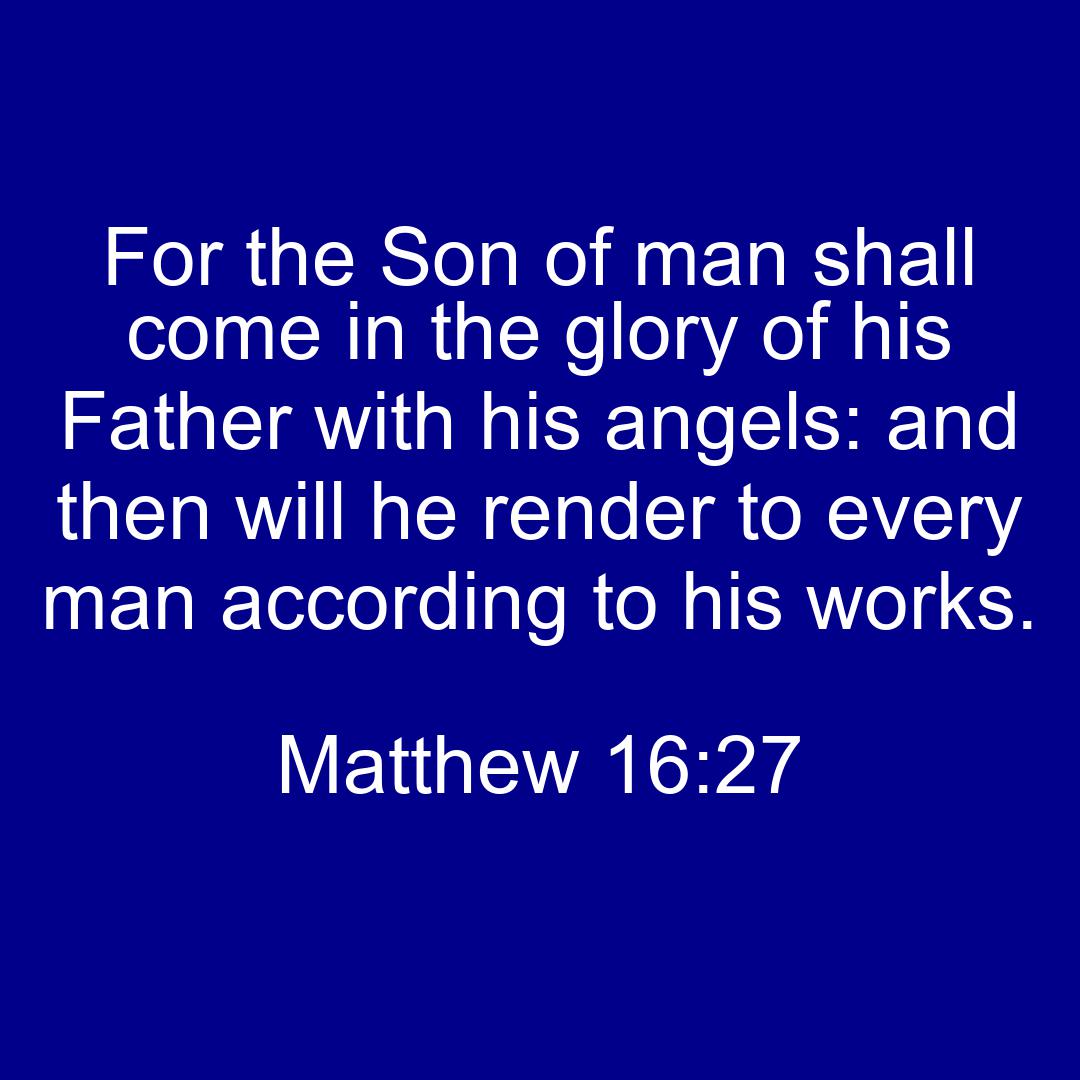 For the Son of man shall
come in the glory of his
Father with his angels: and
then will he render to every
man according to his works.
Matthew 16:27